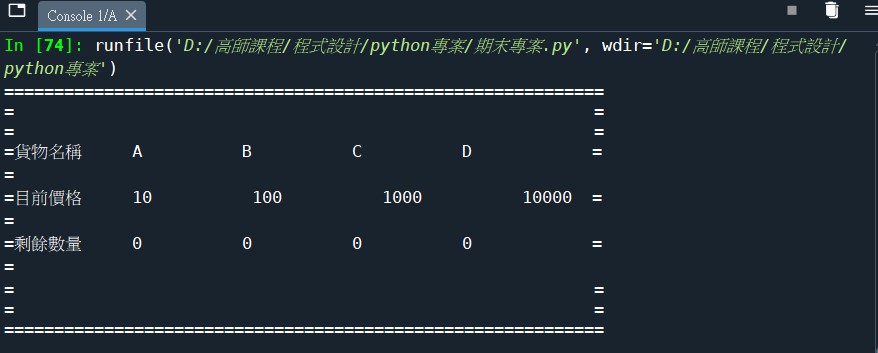 Console 1/A
In [74]: runfile('D:/高師課程/程式設計/python專案/期末專案.py', wdir='D:/高師課程/程式設計/
python專案')
============================================================
=                                                          =
=                                                          =
=貨物名稱     A          B          C          D            =
=
=目前價格     10          100          1000          10000  =
=
=剩餘數量     0          0          0          0            =
=
=                                                          =
=                                                          =
============================================================